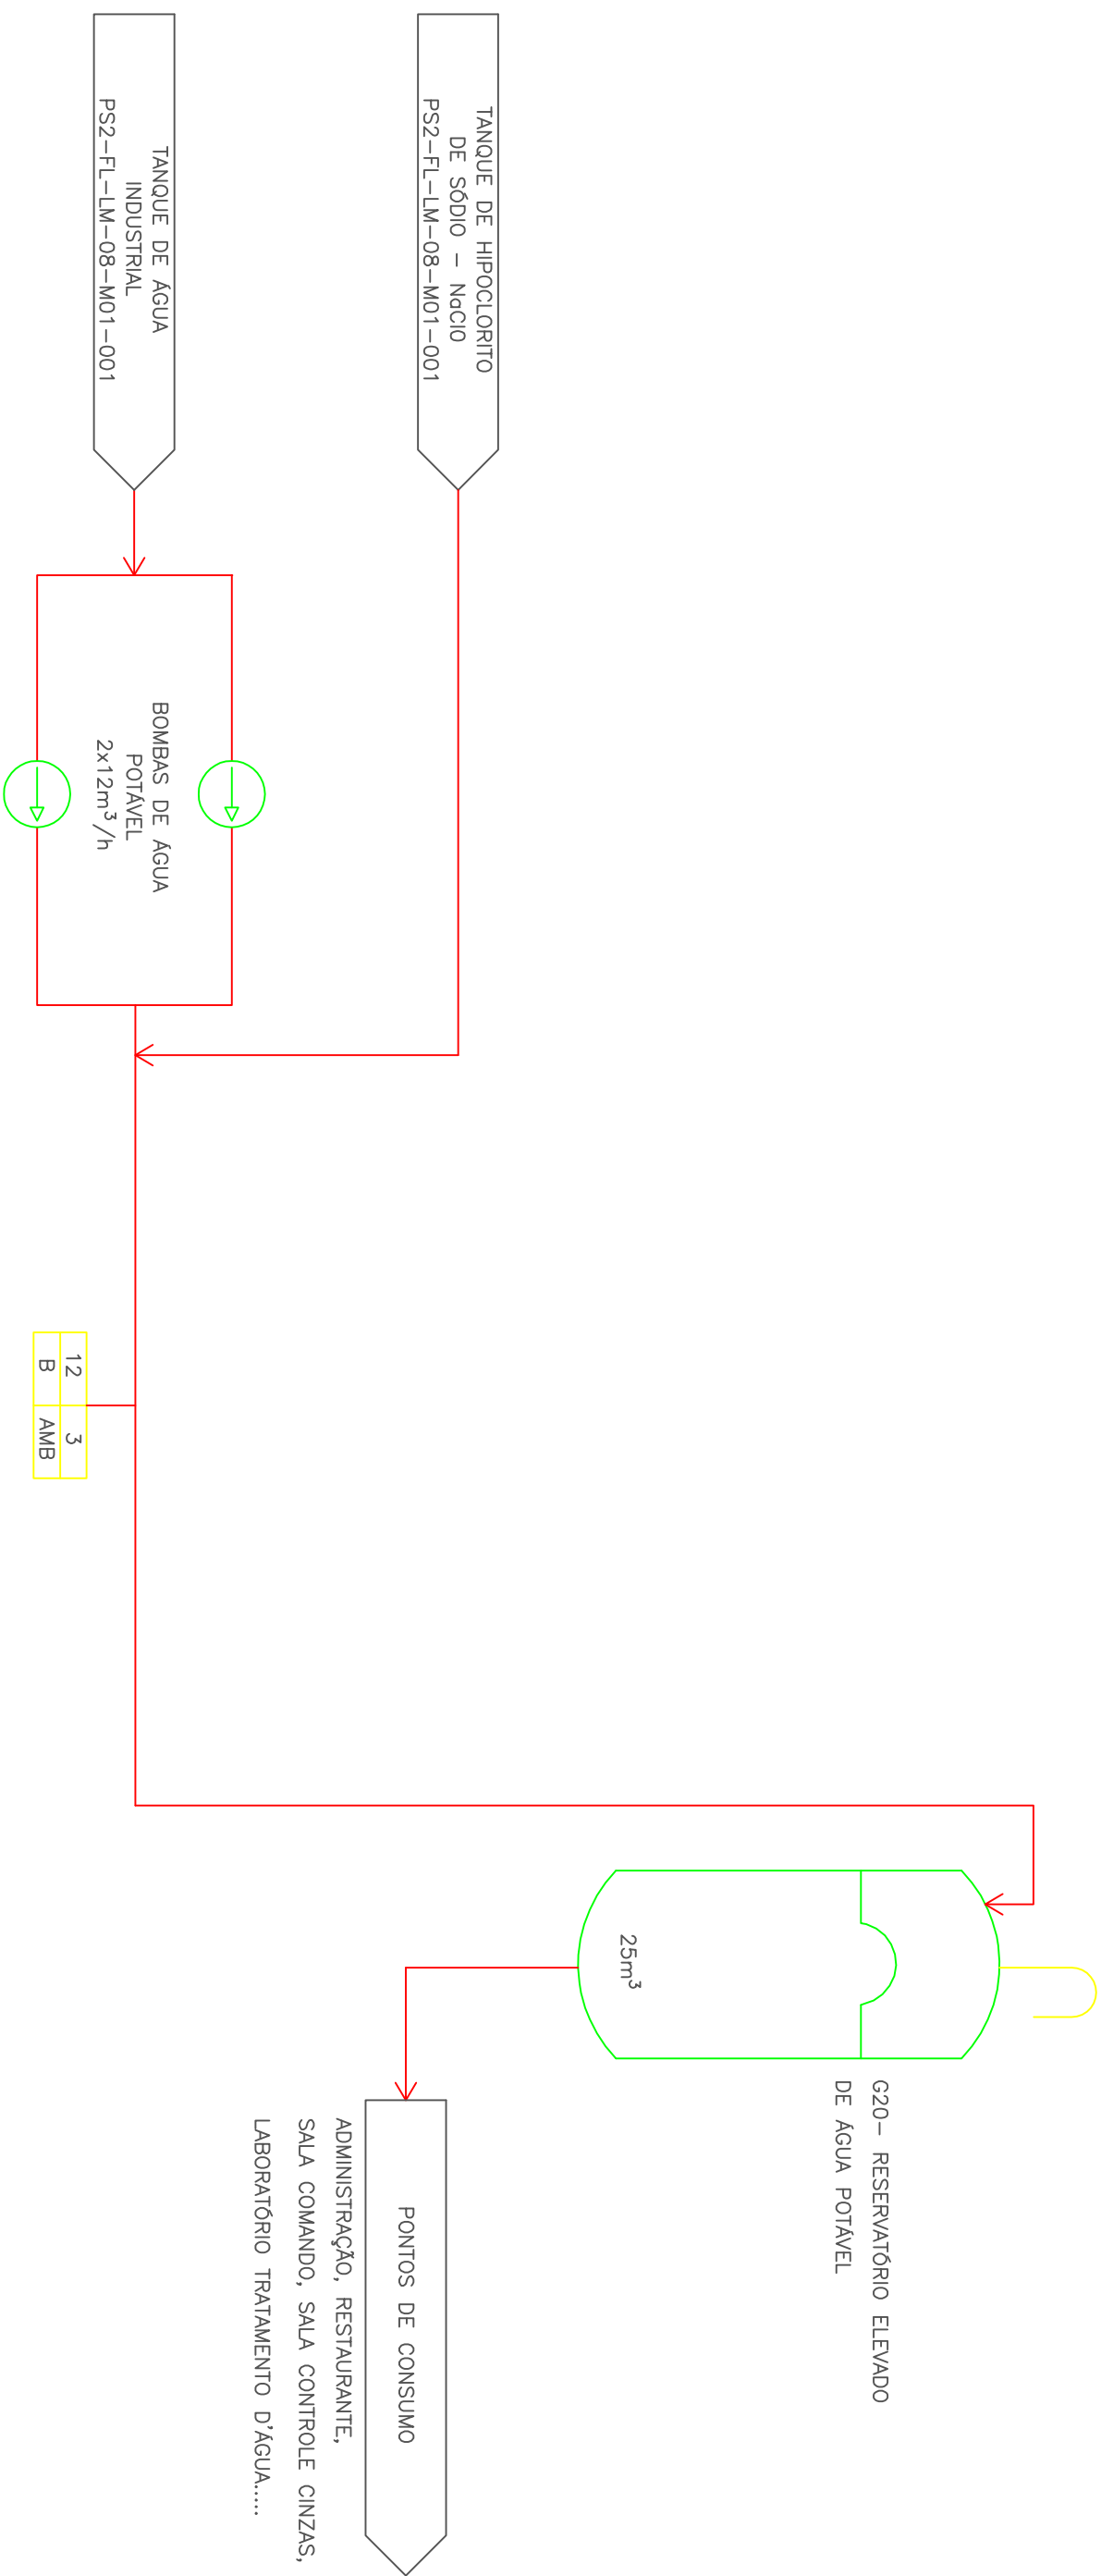 TANQUE DE HIPOCLORITO
DE SÓDIO – NaClO
PS2–FL–LM–08–M01–001
TANQUE DE ÁGUA
INDUSTRIAL
PS2–FL–LM–08–M01–001
BOMBAS DE ÁGUA
POTÁVEL
2x12m³/h
12 3
B AMB
25m³
G20– RESERVATÓRIO ELEVADO
DE ÁGUA POTÁVEL
PONTOS DE CONSUMO
ADMINISTRAÇÃO, RESTAURANTE,
SALA COMANDO, SALA CONTROLE CINZAS,
LABORATÓRIO TRATAMENTO D'ÁGUA.....